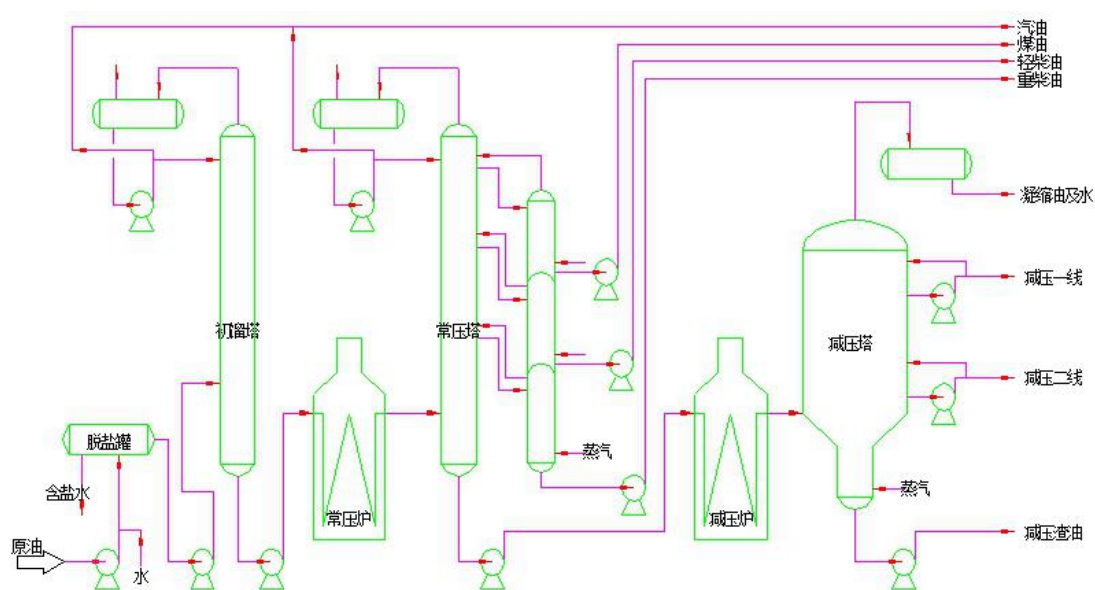 汽油
煤油
轻柴油
重柴油
凝缩油及水
减压一线
初馏塔
常压塔
减压塔
减压二线
脱盐罐
蒸气
含盐水
蒸气
常压炉
减压炉
减压查油
原油
水